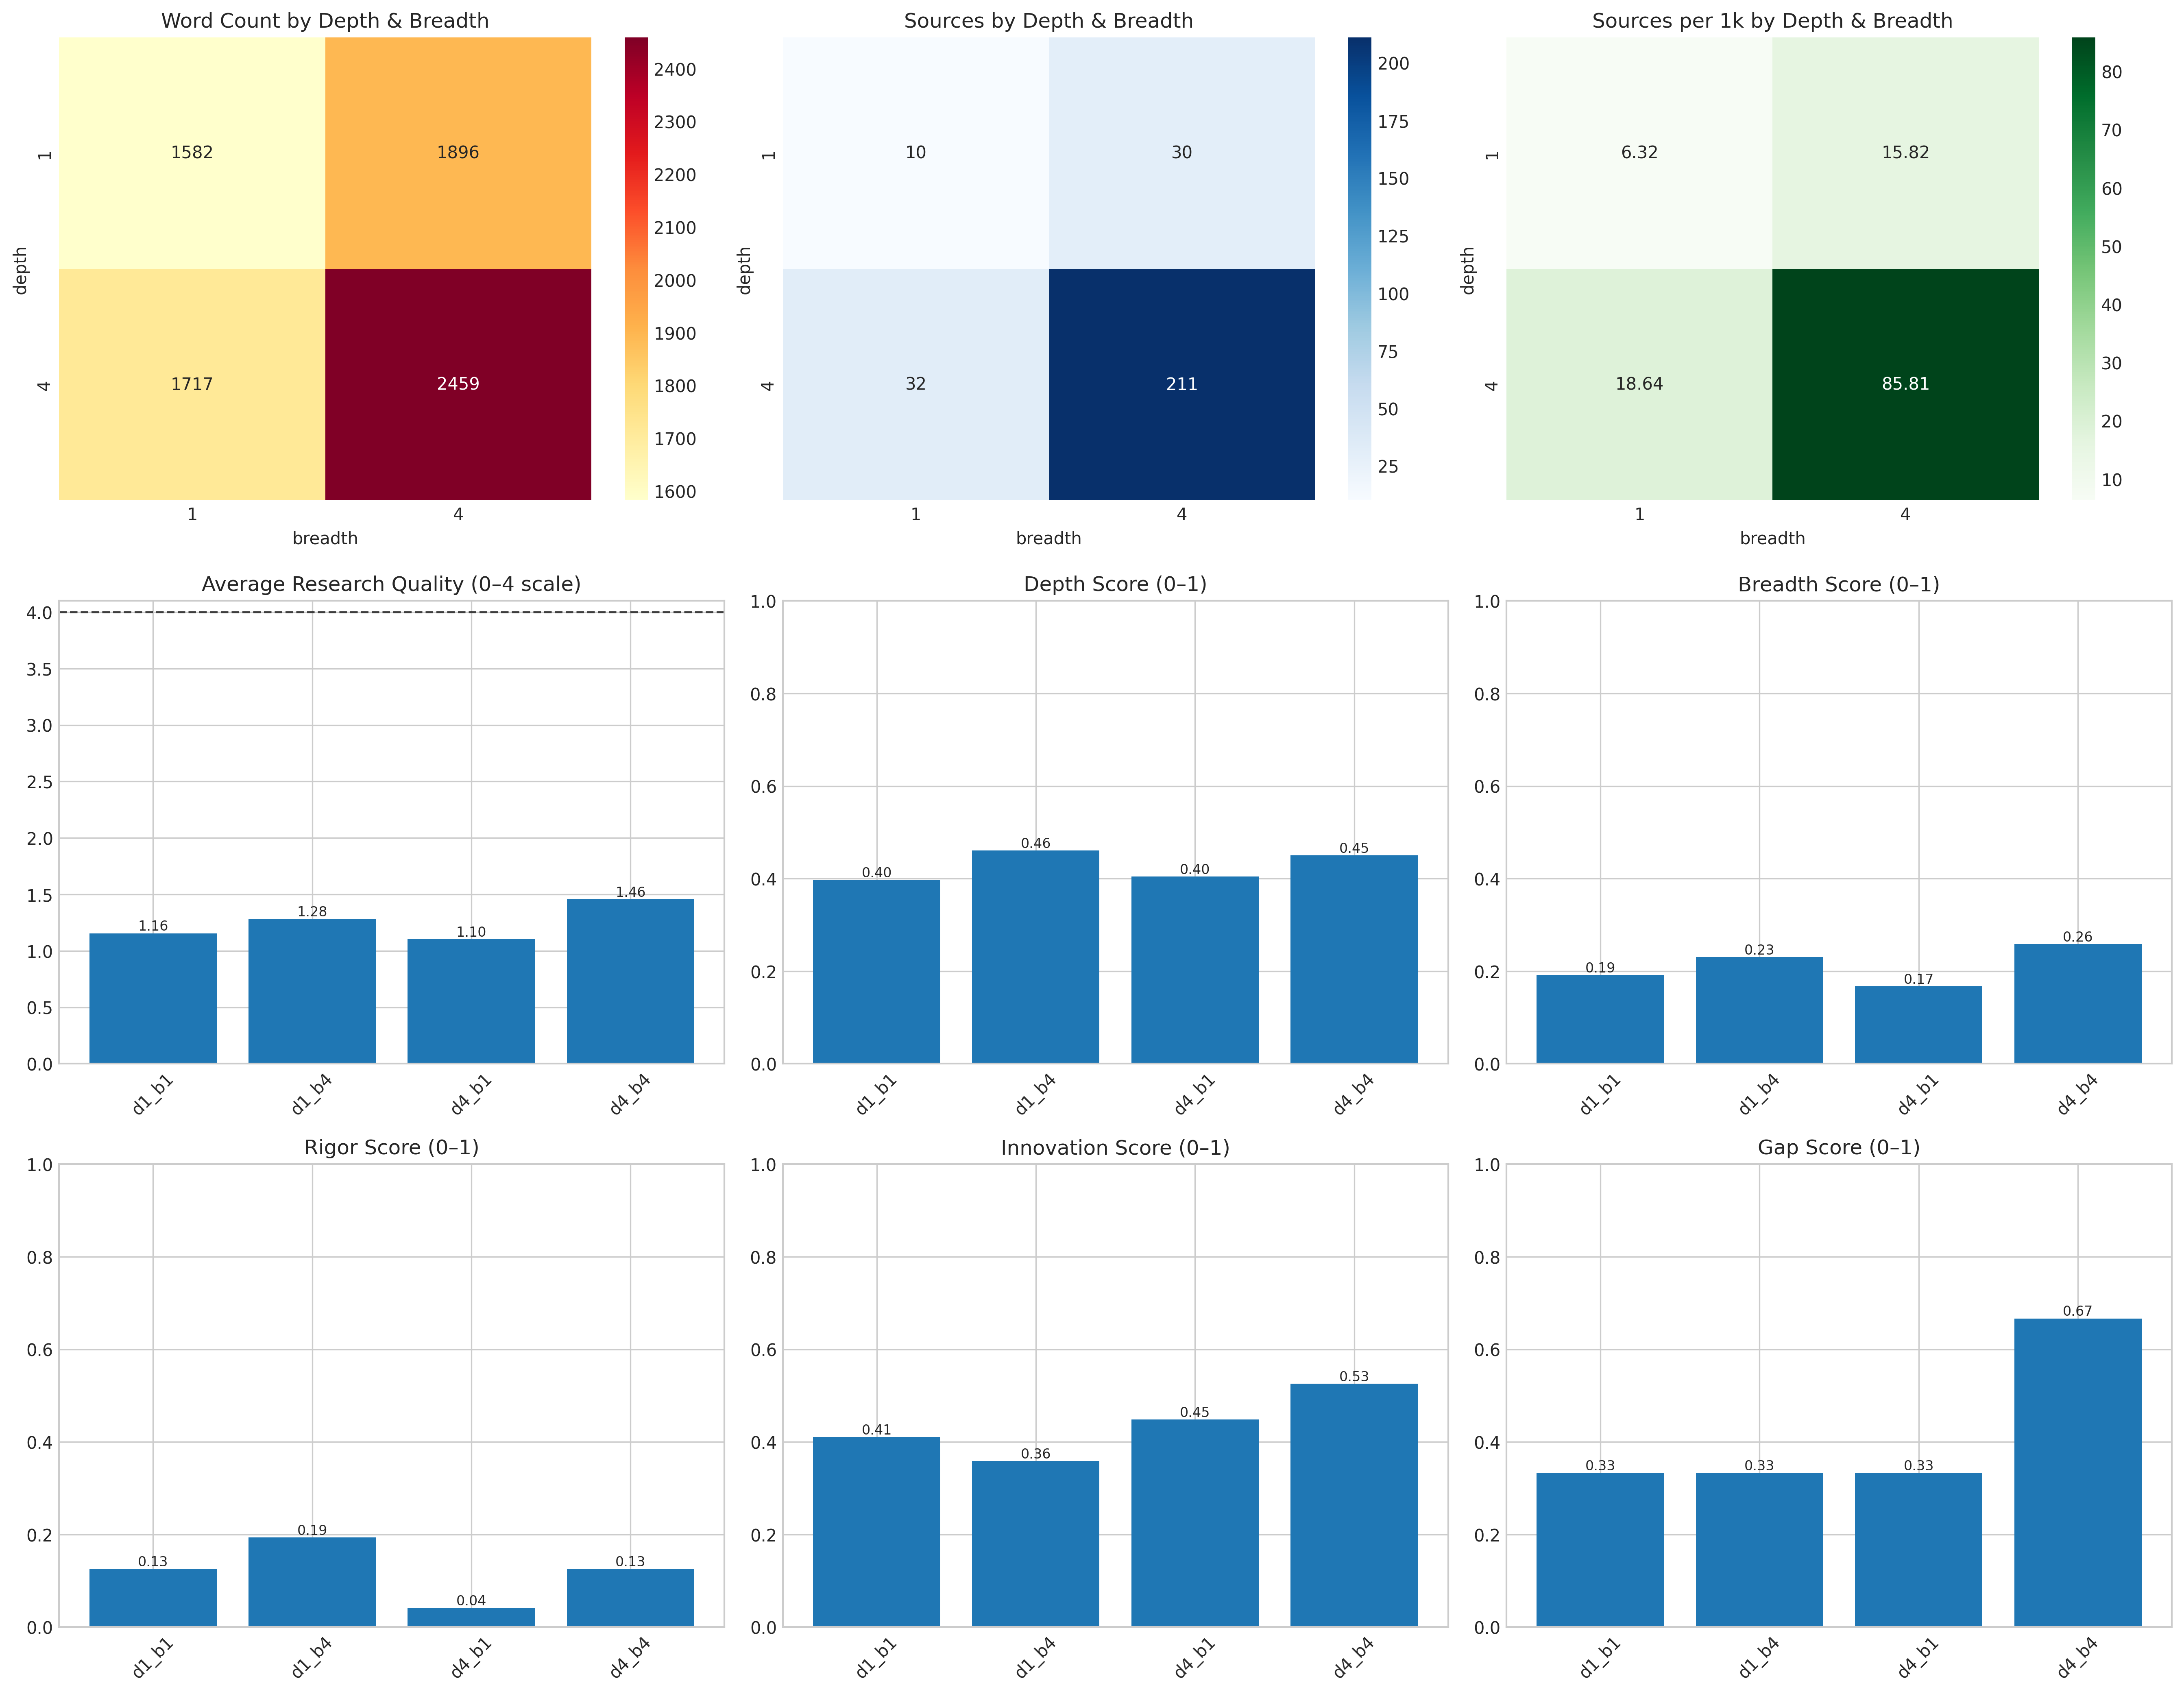 Word Count by Depth & Breadth
1582
1896
1717
2459
1
4
depth
1
4
breadth
2400
2300
2200
2100
2000
1900
1800
1700
1600
Sources by Depth & Breadth
10
30
32
211
1
4
depth
1
4
breadth
200
175
150
125
100
75
50
25
Sources per 1k by Depth & Breadth
6.32
15.82
18.64
85.81
1
4
depth
1
4
breadth
80
70
60
50
40
30
20
10
Average Research Quality (0–4 scale)
4.0
3.5
3.0
2.5
2.0
1.5
1.0
0.5
0.0
1.16
1.28
1.10
1.46
d1_b1
d1_b4
d4_b1
d4_b4
Depth Score (0–1)
1.0
0.8
0.6
0.4
0.2
0.0
0.40
0.46
0.40
0.45
d1_b1
d1_b4
d4_b1
d4_b4
Breadth Score (0–1)
1.0
0.8
0.6
0.4
0.2
0.0
0.19
0.23
0.17
0.26
d1_b1
d1_b4
d4_b1
d4_b4
Rigor Score (0–1)
1.0
0.8
0.6
0.4
0.2
0.0
0.13
0.19
0.04
0.13
d1_b1
d1_b4
d4_b1
d4_b4
Innovation Score (0–1)
1.0
0.8
0.6
0.4
0.2
0.0
0.41
0.36
0.45
0.53
d1_b1
d1_b4
d4_b1
d4_b4
Gap Score (0–1)
1.0
0.8
0.6
0.4
0.2
0.0
0.33
0.33
0.33
0.67
d1_b1
d1_b4
d4_b1
d4_b4